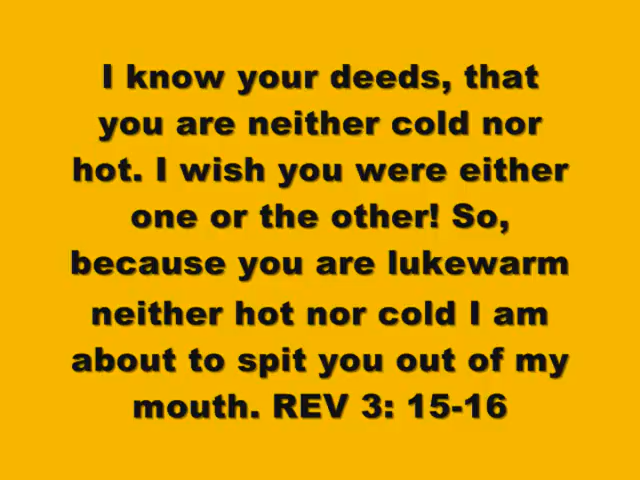 I know your deeds, that
you are neither cold nor
hot. I wish you were either
one or the other! So,
because you are lukewarm
neither hot nor cold I am
about to spit you out of my
mouth. REV 3: 15-16